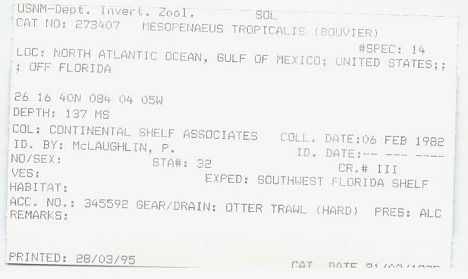 USNM-Dept. Invert. Zool. SOL
CAT NO: 273407 MESOPENAEUS TROPICALIS (BOUVIER)
#SPEC: 14
LOC: NORTH ATLANTIC OCEAN, GULF OF MEXICO; UNITED STATES;;
; OFF FLORIDA
26 16 40N 084 04 05W
DEPTH: 137 MS
COL: CONTINENTAL SHELF ASSOCIATES COLL. DATE:06 FEB 1982
ID. BY: McLAUGHLIN, P. ID. DATE:-- --- ----
NO/SEX: STA#: 32 CR.# III
VES: EXPED: SOUTHWEST FLORIDA SHELF
HABITAT:
ACC. NO.: 345592 GEAR/DRAIN: OTTER TRAWL (HARD) PRES: ALC
REMARKS:
PRINTED: 28/03/95 CAT. DATE